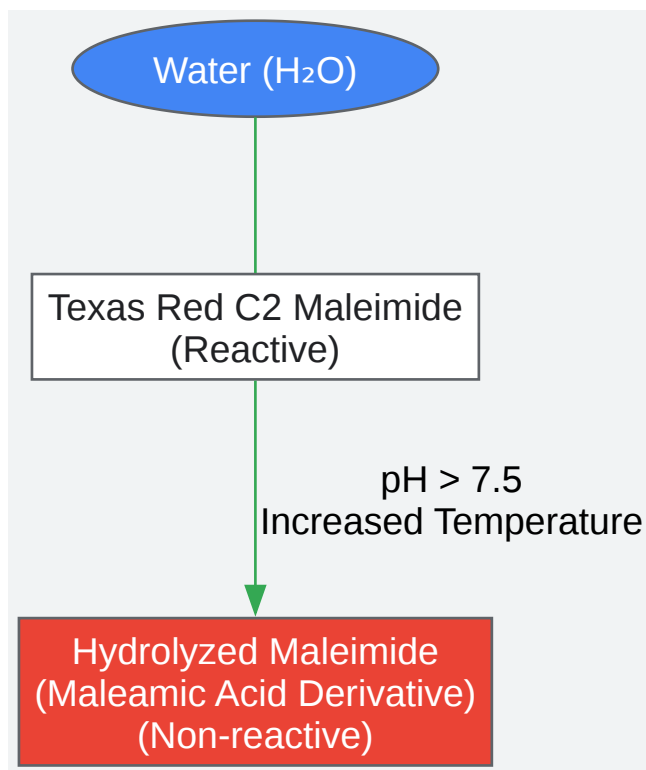 Water (H₂O)
Texas Red C2 Maleimide
(Reactive)
pH > 7.5
Increased Temperature
Hydrolyzed Maleimide
(Maleamic Acid Derivative)
(Non-reactive)